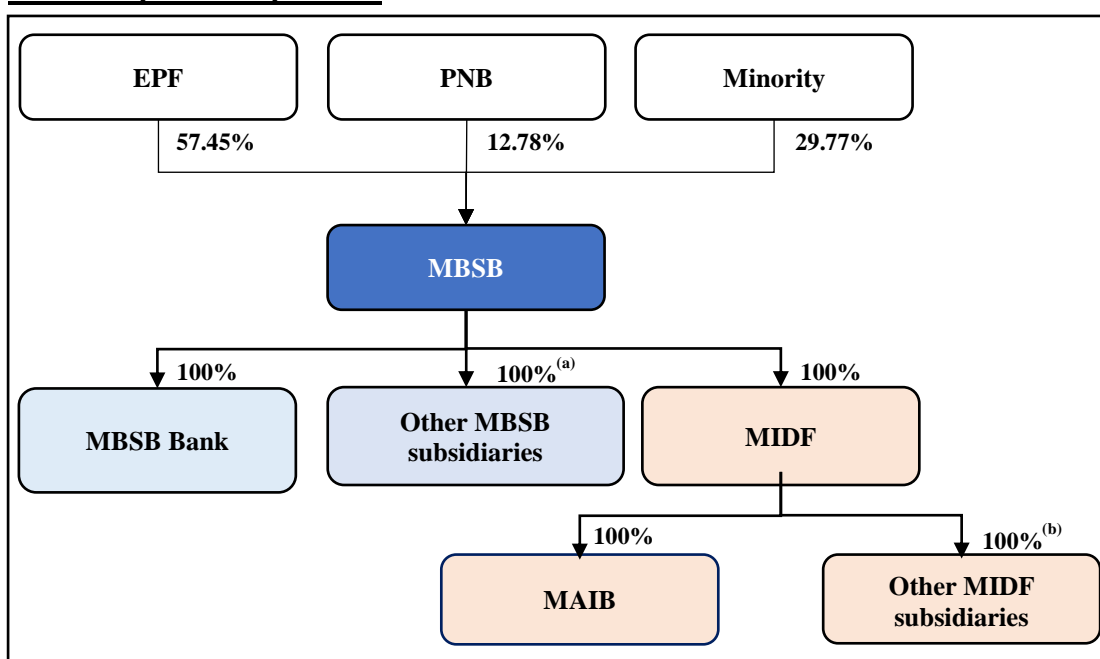 EPF
PNB
Minority
57.45%
12.78%
29.77%
MBSB
100%
100%(a)
100%
MBSB Bank
Other MBSB
subsidiaries
MIDF
100%
100%(b)
MAIB
Other MIDF
subsidiaries